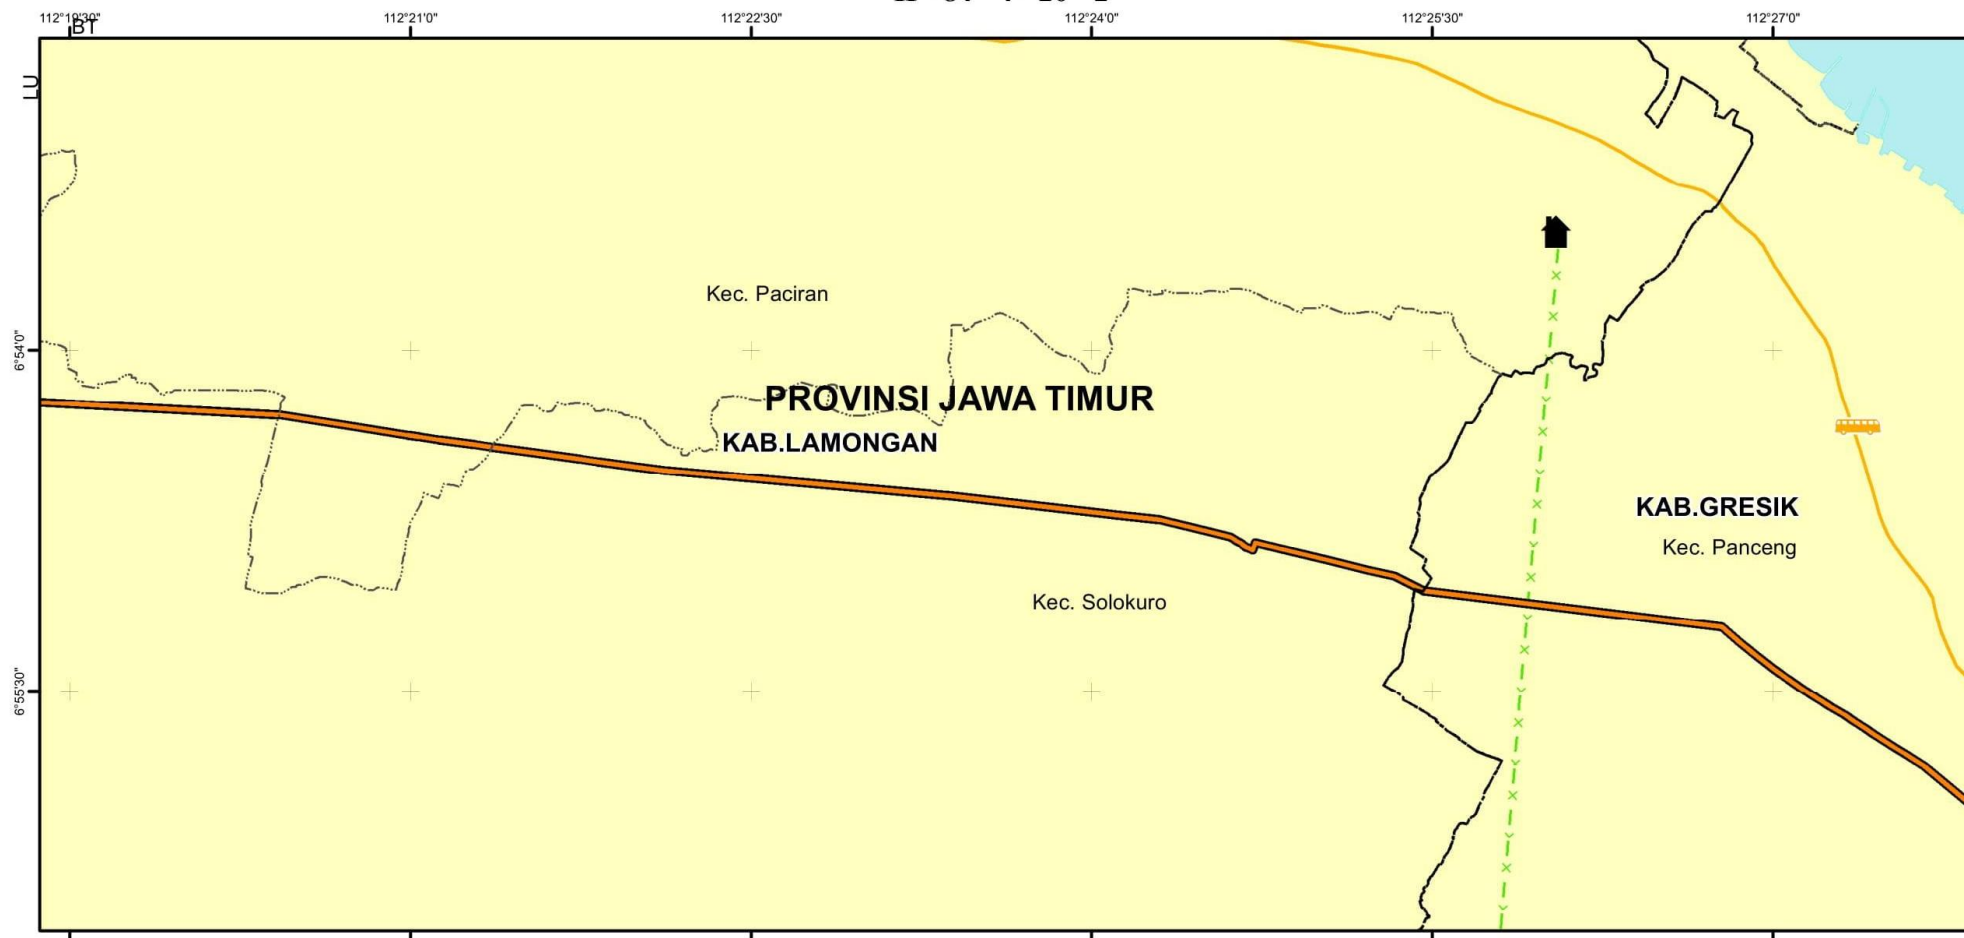 112°19'30"
112°21'0"
112°22'30"
112°24'0"
112°25'30"
112°27'0"
BT
LU
Kec. Paciran
6°54'0"
PROVINSI JAWA TIMUR
KAB.LAMONGAN
KAB.GRESIK
Kec. Panceng
Kec. Solokuro
6°55'30"